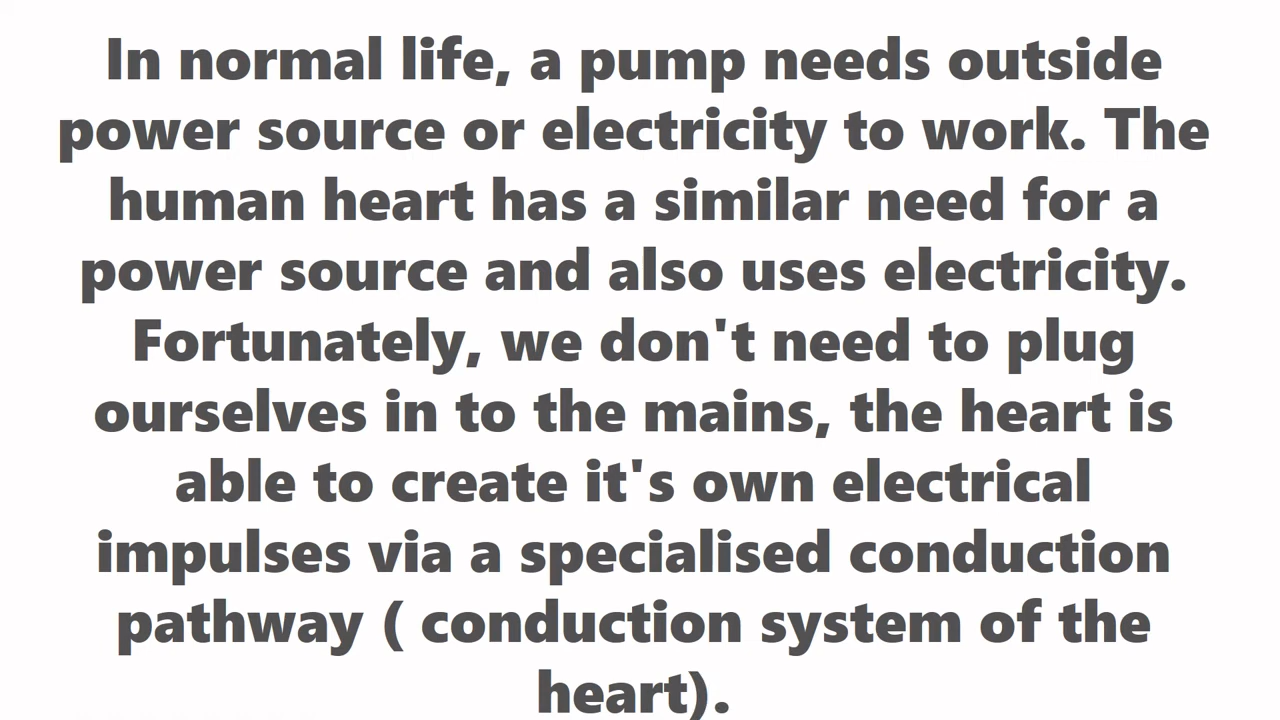 In normal life, a pump needs outside
power source or electricity to work. The
human heart has a similar need for a
power source and also uses electricity.
Fortunately, we don't need to plug
ourselves in to the mains, the heart is
able to create it's own electrical
impulses via a specialised conduction
pathway ( conduction system of the
heart).